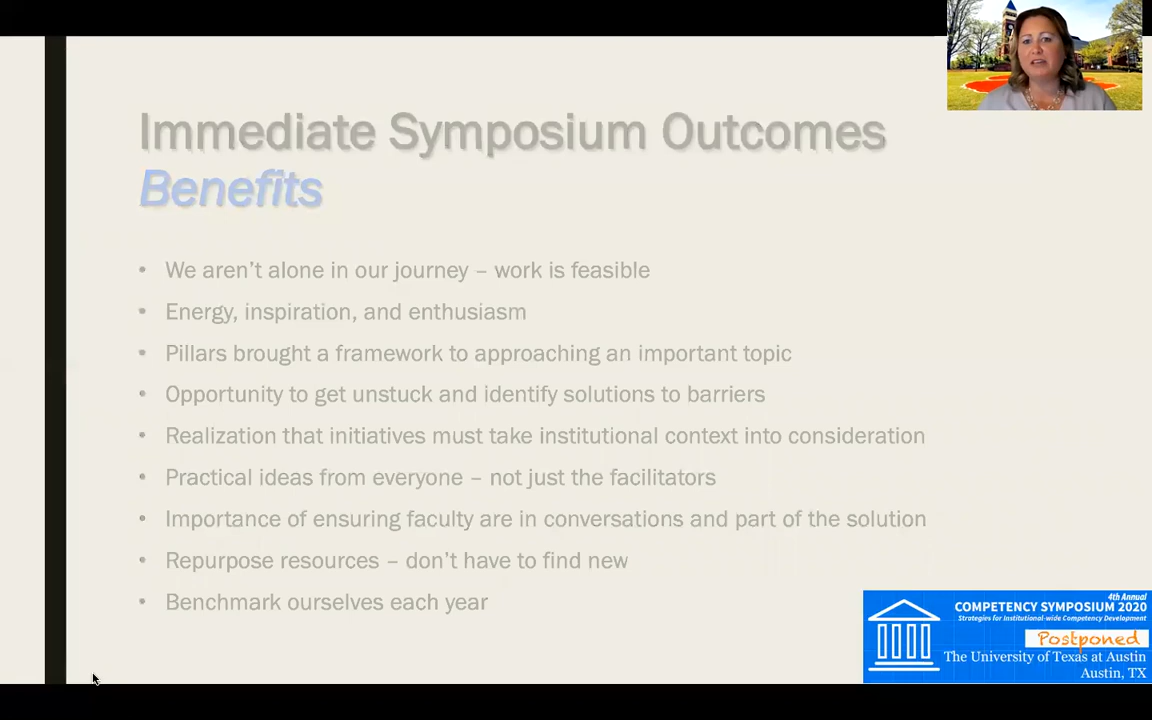 Immediate Symposium Outcomes
Benefits
• We aren't alone in our journey – work is feasible
• Energy, inspiration, and enthusiasm
• Pillars brought a framework to approaching an important topic
• Opportunity to get unstuck and identify solutions to barriers
• Realization that initiatives must take institutional context into consideration
• Practical ideas from everyone – not just the facilitators
• Importance of ensuring faculty are in conversations and part of the solution
• Repurpose resources – don't have to find new
• Benchmark ourselves each year
4th Annual
COMPETENCY SYMPOSIUM 2020
Strategies for Institutional-wide Competency Development
Postponed
The University of Texas at Austin
Austin, TX